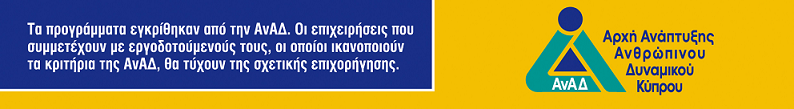 Τα προγράμματα εγκρίθηκαν από την ΑνΑΔ. Οι επιχειρήσεις που
συμμετέχουν με εργοδοτούμενούς τους, οι οποίοι ικανοποιούν
τα κριτήρια της ΑνΑΔ, θα τύχουν της σχετικής επιχορήγησης.
ΑνΑΔ
Αρχή Ανάπτυξης
Ανθρώπινου
Δυναμικού
Κύπρου